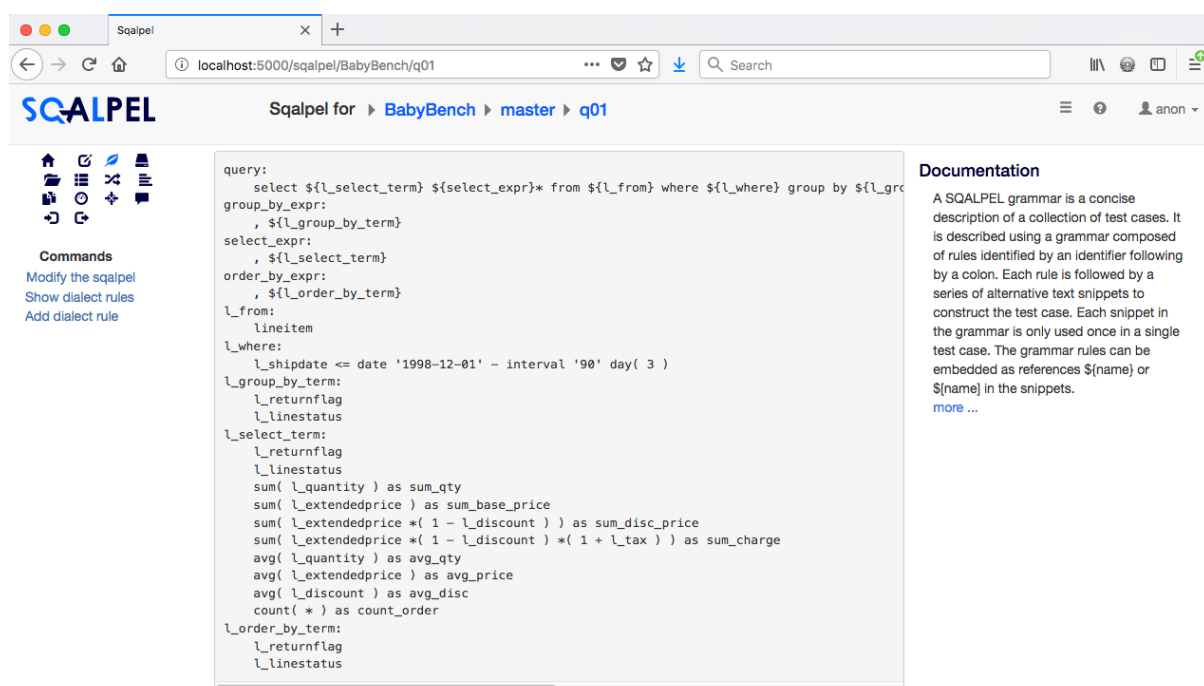 Sqalpel
localhost:5000/sqalpel/BabyBench/q01
Search
SQALPEL
Sqalpel for BabyBench master q01
anon
Commands
Modify the sqalpel
Show dialect rules
Add dialect rule
query:
select ${l_select_term} ${select_expr}* from ${l_from} where ${l_where} group by ${l_gro
group_by_expr:
, ${l_group_by_term}
select_expr:
, ${l_select_term}
order_by_expr:
, ${l_order_by_term}
l_from:
lineitem
l_where:
l_shipdate <= date '1998-12-01' - interval '90' day( 3 )
l_group_by_term:
l_returnflag
l_linestatus
l_select_term:
l_returnflag
l_linestatus
sum( l_quantity ) as sum_qty
sum( l_extendedprice ) as sum_base_price
sum( l_extendedprice *( 1 - l_discount ) ) as sum_disc_price
sum( l_extendedprice *( 1 - l_discount ) *( 1 + l_tax ) ) as sum_charge
avg( l_quantity ) as avg_qty
avg( l_extendedprice ) as avg_price
avg( l_discount ) as avg_disc
count( * ) as count_order
l_order_by_term:
l_returnflag
l_linestatus
Documentation
A SQALPEL grammar is a concise
description of a collection of test cases. It
is described using a grammar composed
of rules identified by an identifier following
by a colon. Each rule is followed by a
series of alternative text snippets to
construct the test case. Each snippet in
the grammar is only used once in a single
test case. The grammar rules can be
embedded as references ${name} or
$[name] in the snippets.
more ...